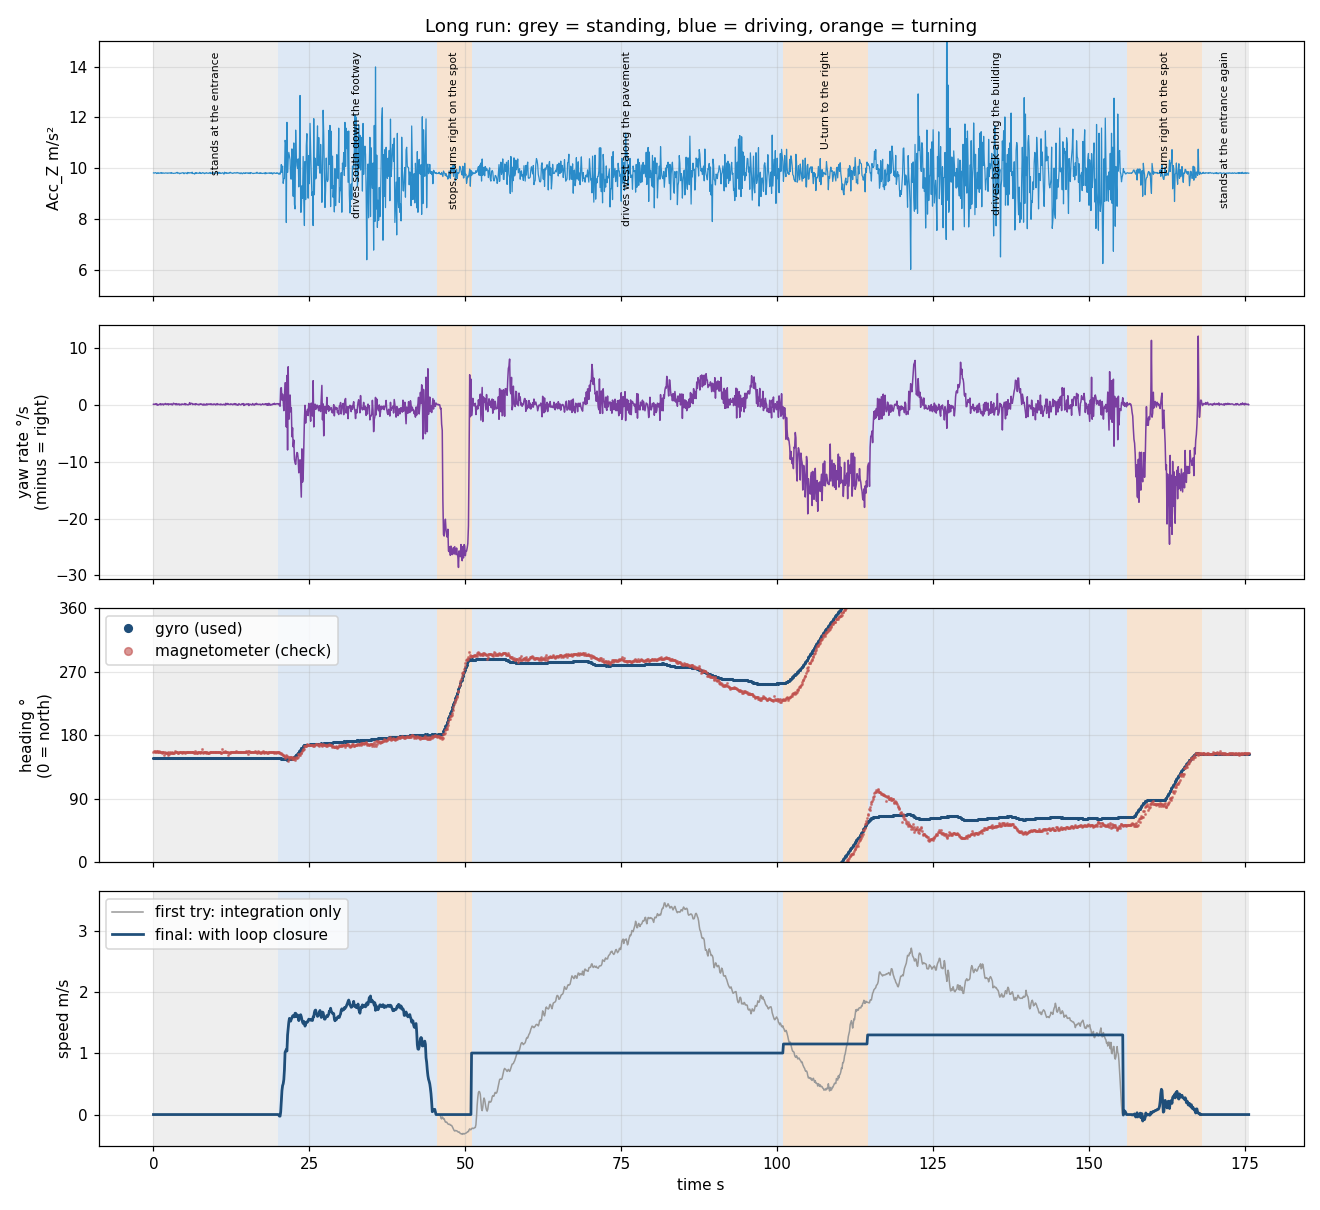 Long run: grey = standing, blue = driving, orange = turning
stands at the entrance
drives south down the footway
stops, turns right on the spot
drives west along the pavement
U-turn to the right
drives back along the building
turns right on the spot
stands at the entrance again
Acc_Z m/s²
14
12
10
8
6
yaw rate °/s
(minus = right)
10
0
−10
−20
−30
heading °
(0 = north)
360
270
180
90
0
gyro (used)
magnetometer (check)
speed m/s
3
2
1
0
first try: integration only
final: with loop closure
0
25
50
75
100
125
150
175
time s